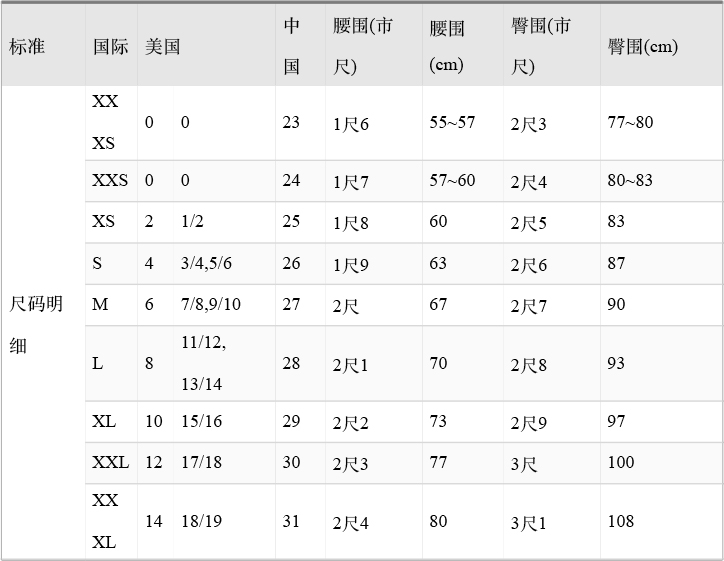 标准 国际 美国 中国 腰围(市尺) 腰围(cm) 臀围(市尺) 臀围(cm)
尺码明细
XXXS 0 0 23 1尺6 55~57 2尺3 77~80
XXS 0 0 24 1尺7 57~60 2尺4 80~83
XS 2 1/2 25 1尺8 60 2尺5 83
S 4 3/4,5/6 26 1尺9 63 2尺6 87
M 6 7/8,9/10 27 2尺 67 2尺7 90
L 8 11/12,13/14 28 2尺1 70 2尺8 93
XL 10 15/16 29 2尺2 73 2尺9 97
XXL 12 17/18 30 2尺3 77 3尺 100
XXXL 14 18/19 31 2尺4 80 3尺1 108